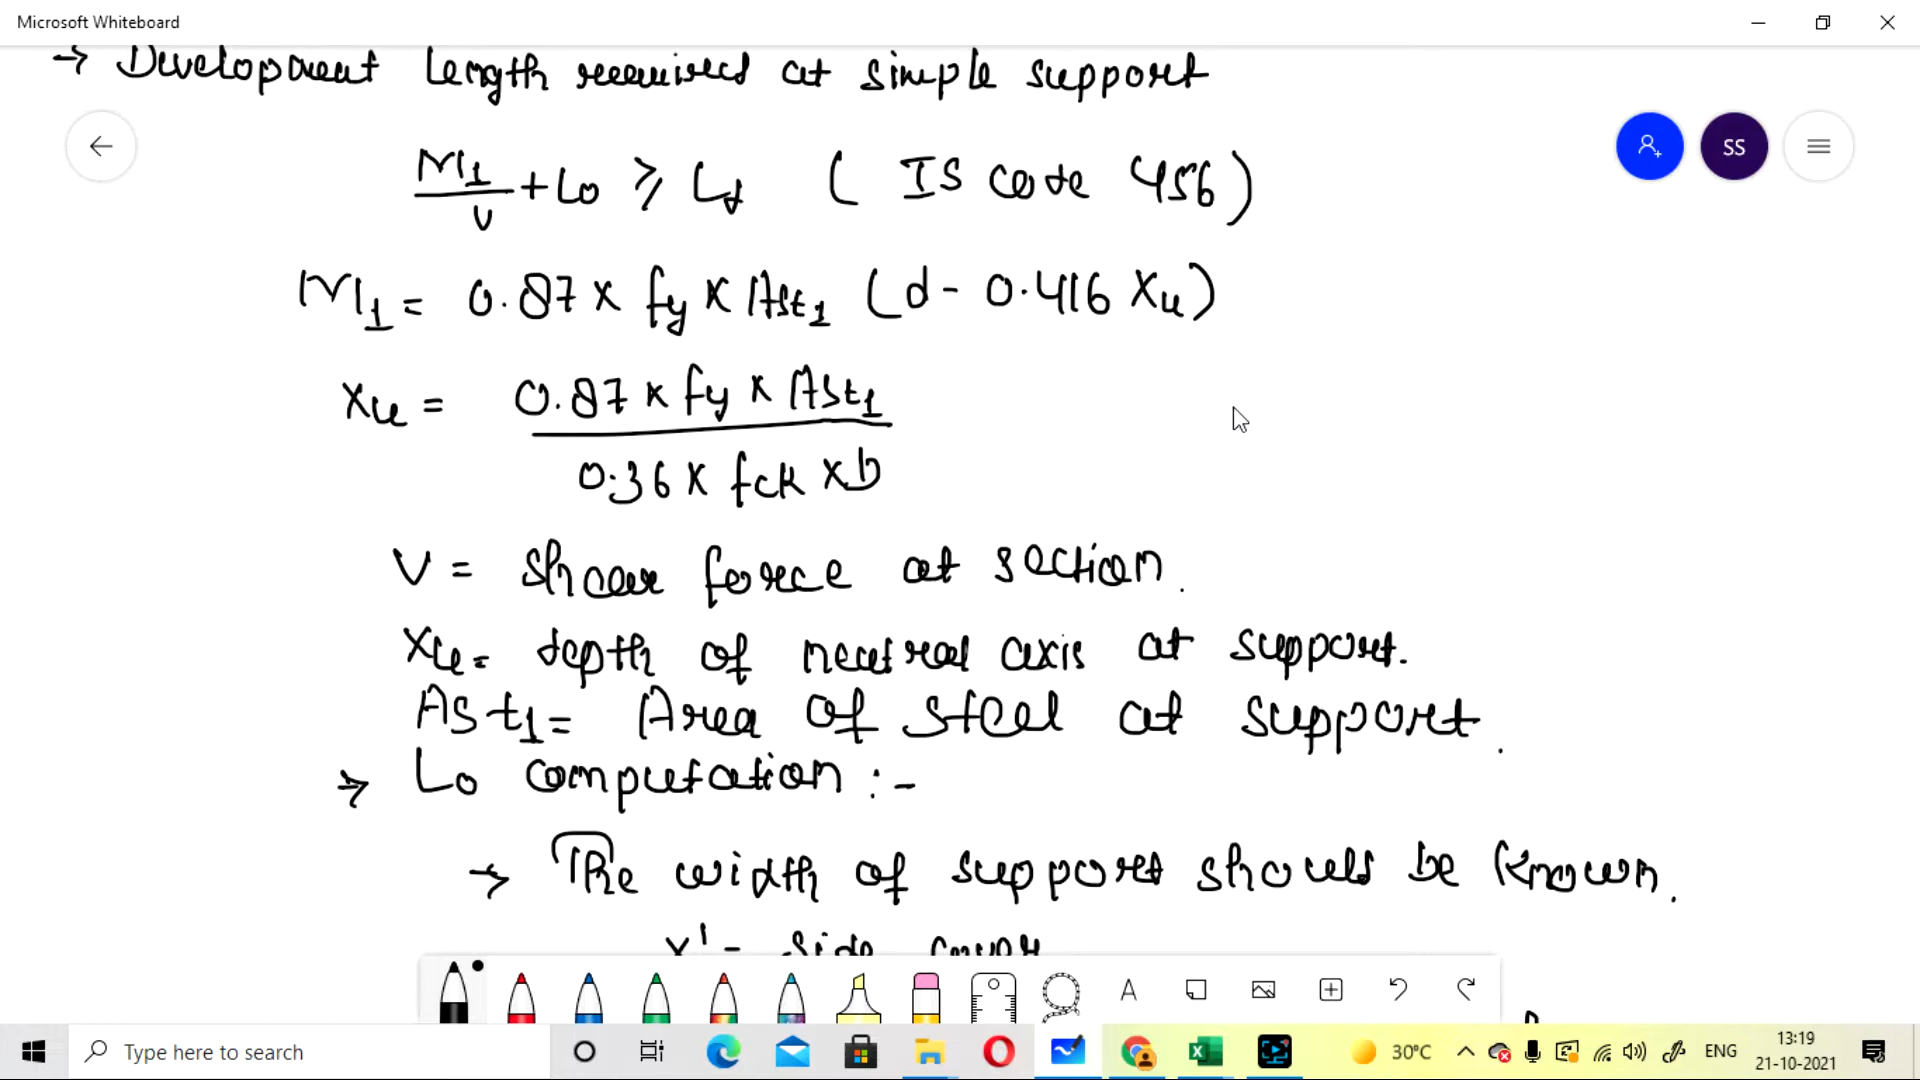 Microsoft Whiteboard
→ Development length required at simple support
M1/V + Lo ≥ Ld ( IS code 456)
SS
M1 = 0.87 x fy x Ast1 (d - 0.416 Xu)
Xu = 0.87 x fy x Ast1 / 0.36 x fck x b
V = Shear force at section.
Xu = depth of neutral axis at support.
Ast1 = Area of steel at support.
→ Lo computation :-
→ The width of support should be known.
x' = side cover
Type here to search
30°C
ENG
13:19
21-10-2021